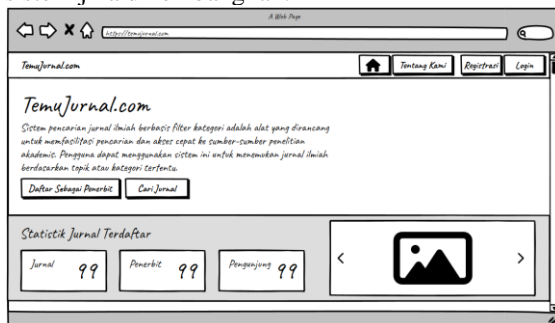 A Web Page
https://temujornal.com
TemuJornal.com
Tentang Kami
Registrasi
Login
TemuJurnal.com
Sistem pencarian jurnal ilmiah berbasis filter kategori adalah alat yang dirancang
untuk memfasilitasi pencarian dan akses cepat ke sumber-sumber penelitian
akademis. Pengguna dapat menggunakan sistem ini untuk menemukan jurnal ilmiah
berdasarkan topik atau kategori tertentu.
Daftar Sebagai Penerbit
Cari Jurnal
Statistik Jurnal Terdaftar
Jurnal 99
Penerbit 99
Pengunjung 99